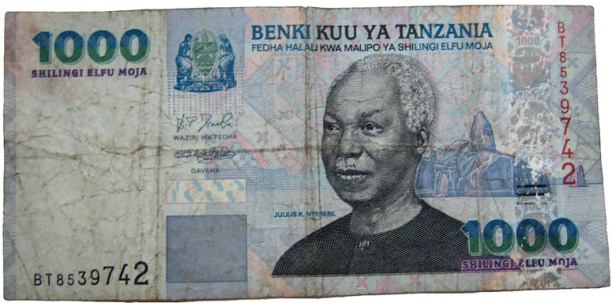 1000
SHILINGI ELFU MOJA
BENKI KUU YA TANZANIA
FEDHA HALALI KWA MALIPO YA SHILINGI ELFU MOJA
1000
BT8539742
WAZIRI WA FEDHA
GAVANA
JULIUS K. NYERERE
1000
SHILINGI ELFU MOJA
BT8539742